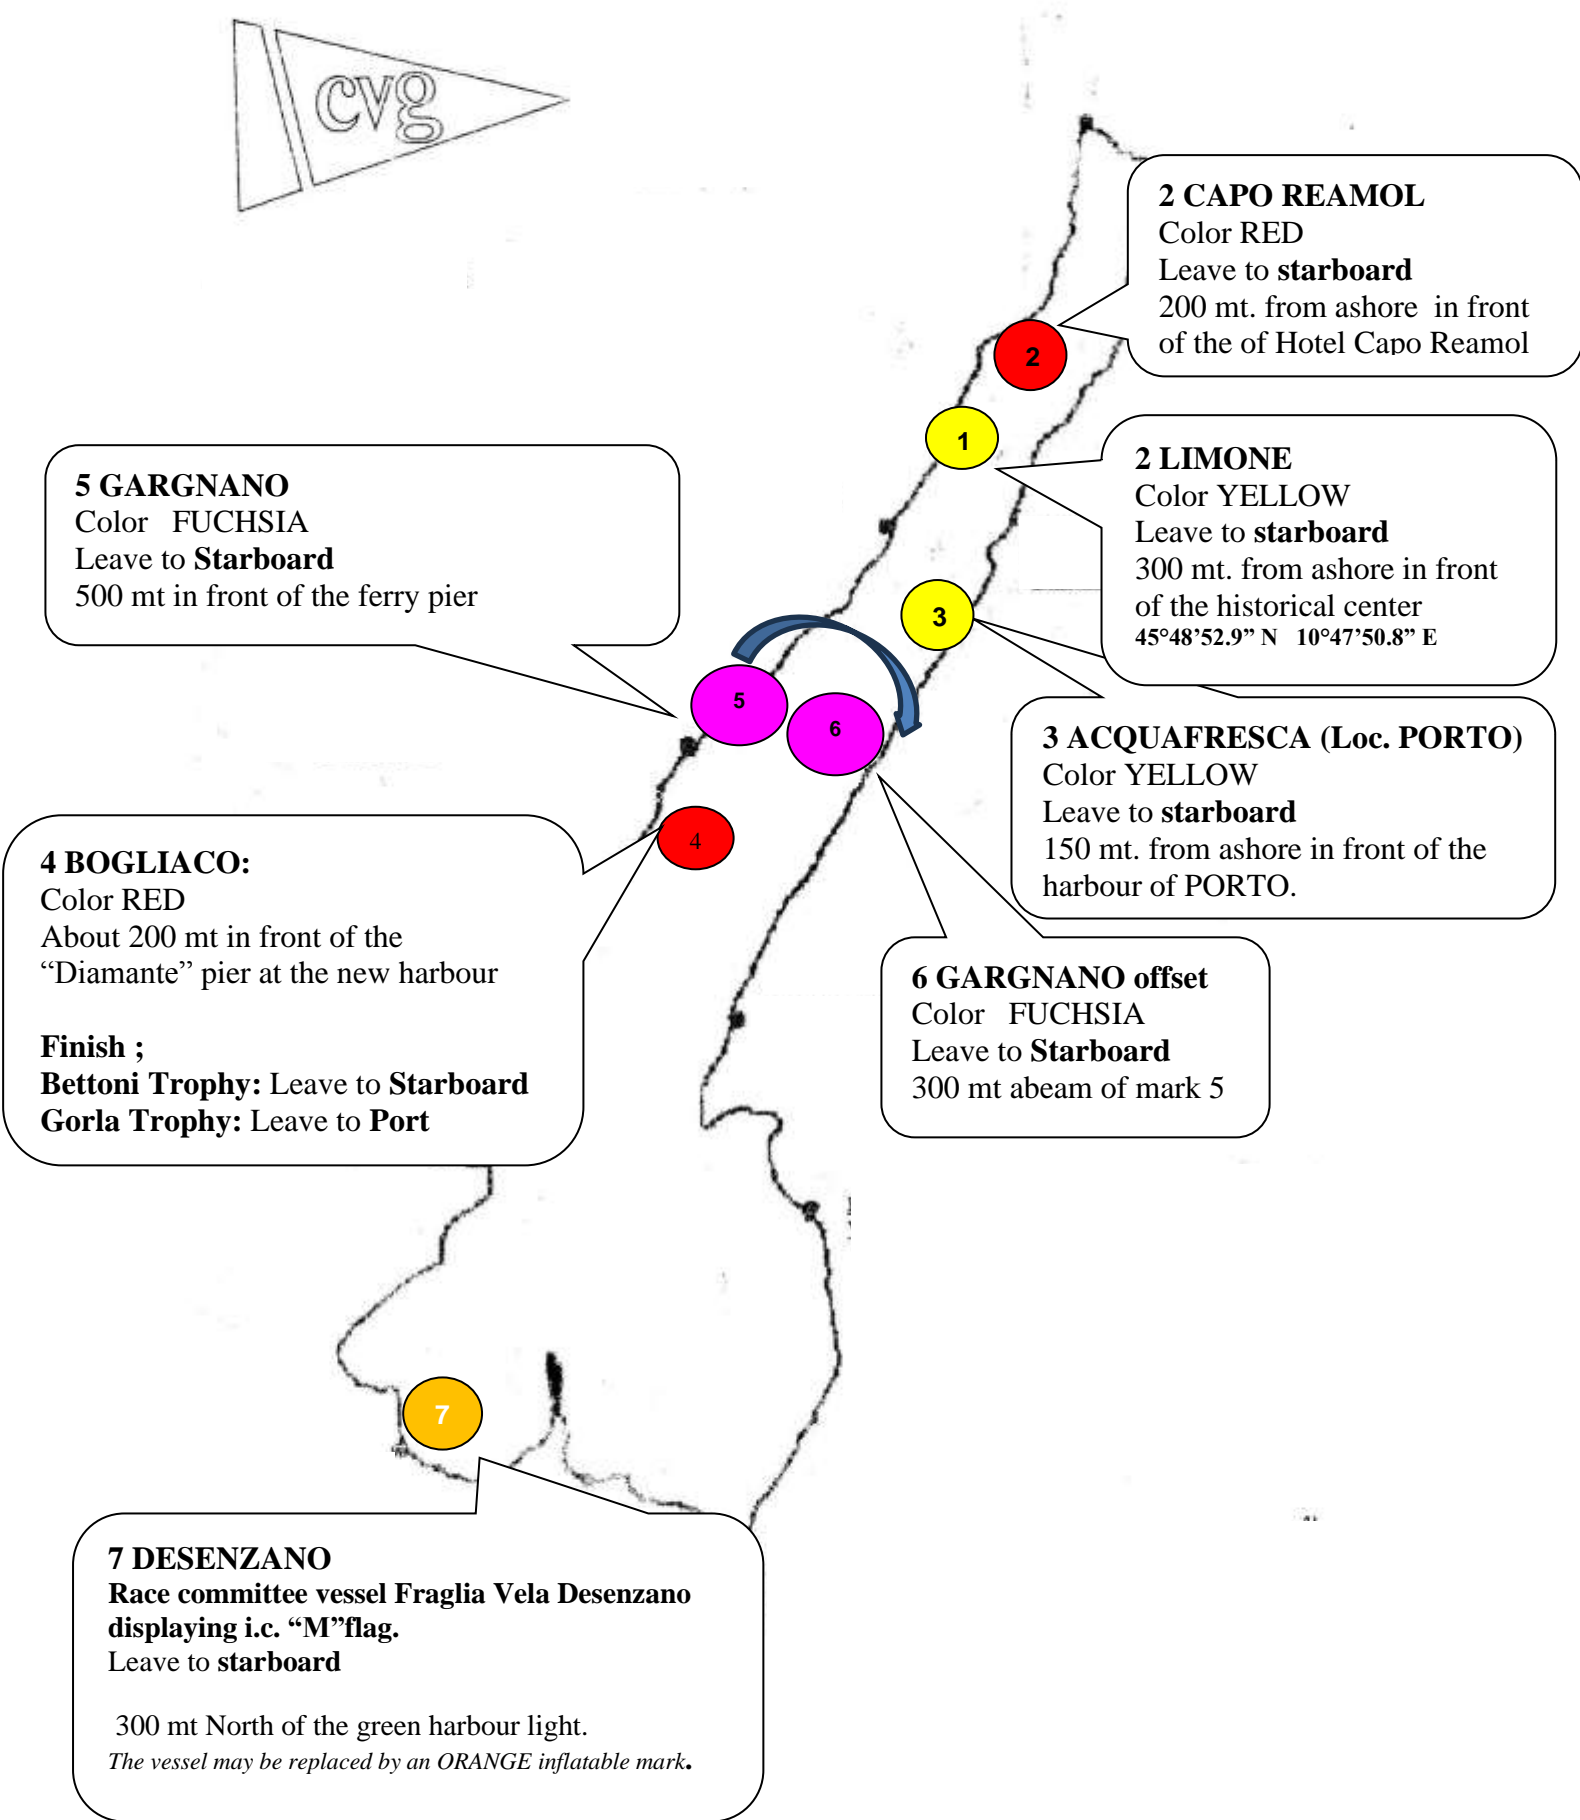 cvg
2 CAPO REAMOL
Color RED
Leave to starboard
200 mt. from ashore in front
of the of Hotel Capo Reamol
2
1
2 LIMONE
Color YELLOW
Leave to starboard
300 mt. from ashore in front
of the historical center
45°48’52.9” N 10°47’50.8” E
5 GARGNANO
Color FUCHSIA
Leave to Starboard
500 mt in front of the ferry pier
3
5
6
3 ACQUAFRESCA (Loc. PORTO)
Color YELLOW
Leave to starboard
150 mt. from ashore in front of the
harbour of PORTO.
4
4 BOGLIACO:
Color RED
About 200 mt in front of the
“Diamante” pier at the new harbour
Finish ;
Bettoni Trophy: Leave to Starboard
Gorla Trophy: Leave to Port
6 GARGNANO offset
Color FUCHSIA
Leave to Starboard
300 mt abeam of mark 5
7
7 DESENZANO
Race committee vessel Fraglia Vela Desenzano
displaying i.c. “M”flag.
Leave to starboard
300 mt North of the green harbour light.
The vessel may be replaced by an ORANGE inflatable mark.